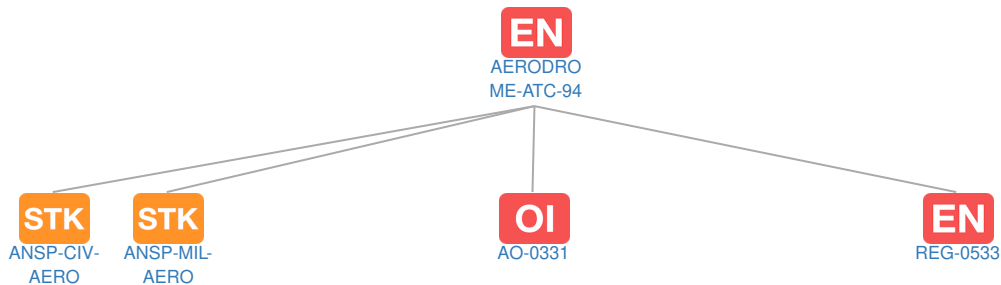 EN
AERODRO
ME-ATC-94
STK
ANSP-CIV-
AERO
STK
ANSP-MIL-
AERO
OI
AO-0331
EN
REG-0533